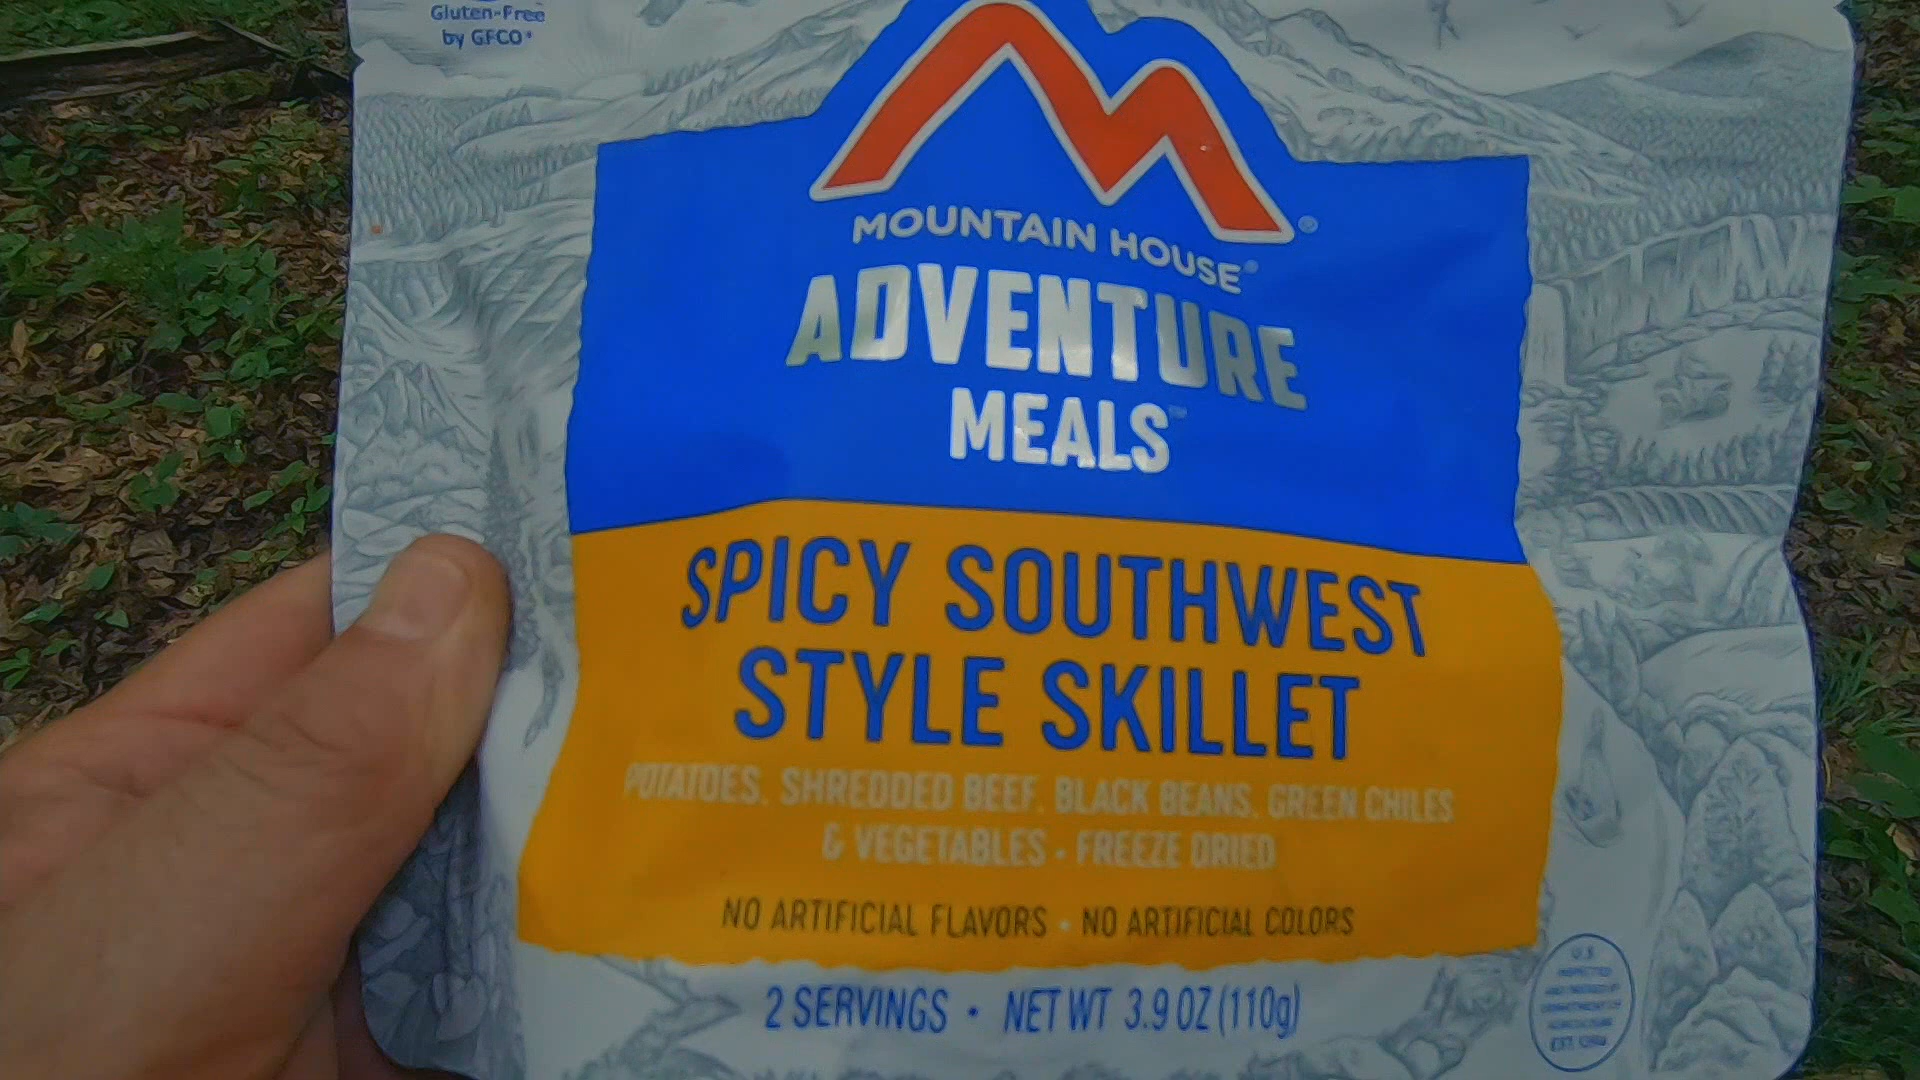 Gluten-Free
by GFCO®
MOUNTAIN HOUSE®
ADVENTURE
MEALS™
SPICY SOUTHWEST
STYLE SKILLET
POTATOES, SHREDDED BEEF, BLACK BEANS, GREEN CHILES
& VEGETABLES • FREEZE DRIED
NO ARTIFICIAL FLAVORS • NO ARTIFICIAL COLORS
2 SERVINGS • NET WT 3.9 OZ (110g)
U.S.